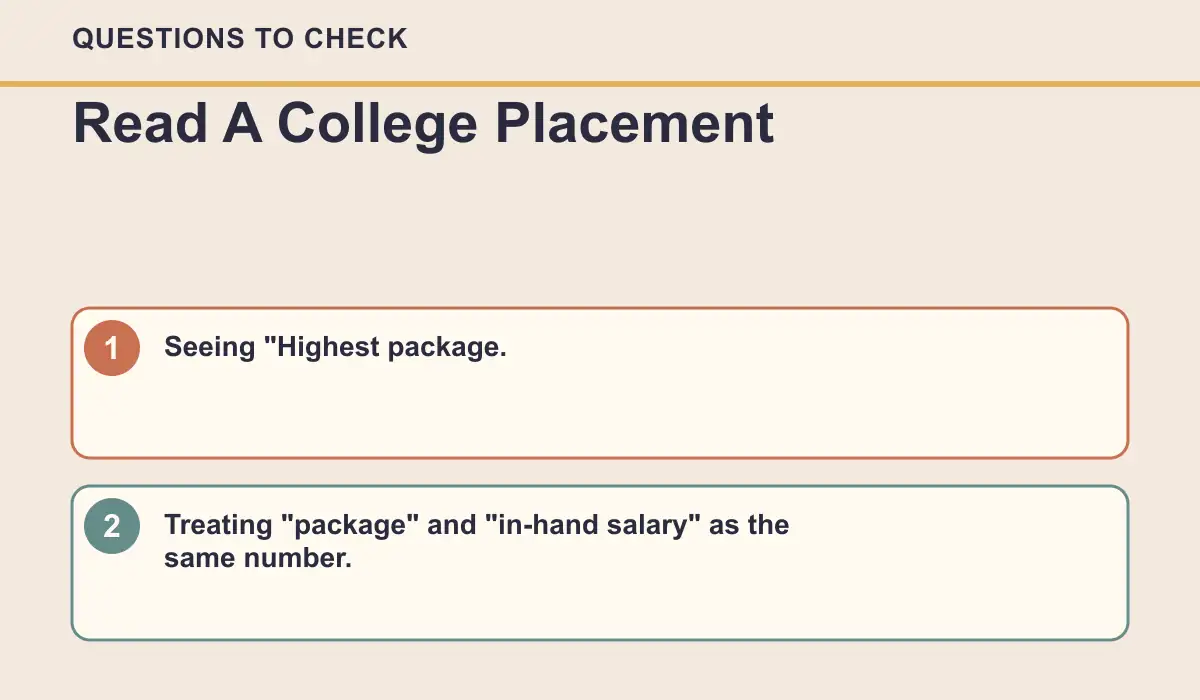 QUESTIONS TO CHECK
Read A College Placement
1
Seeing "Highest package.
2
Treating "package" and "in-hand salary" as the
same number.